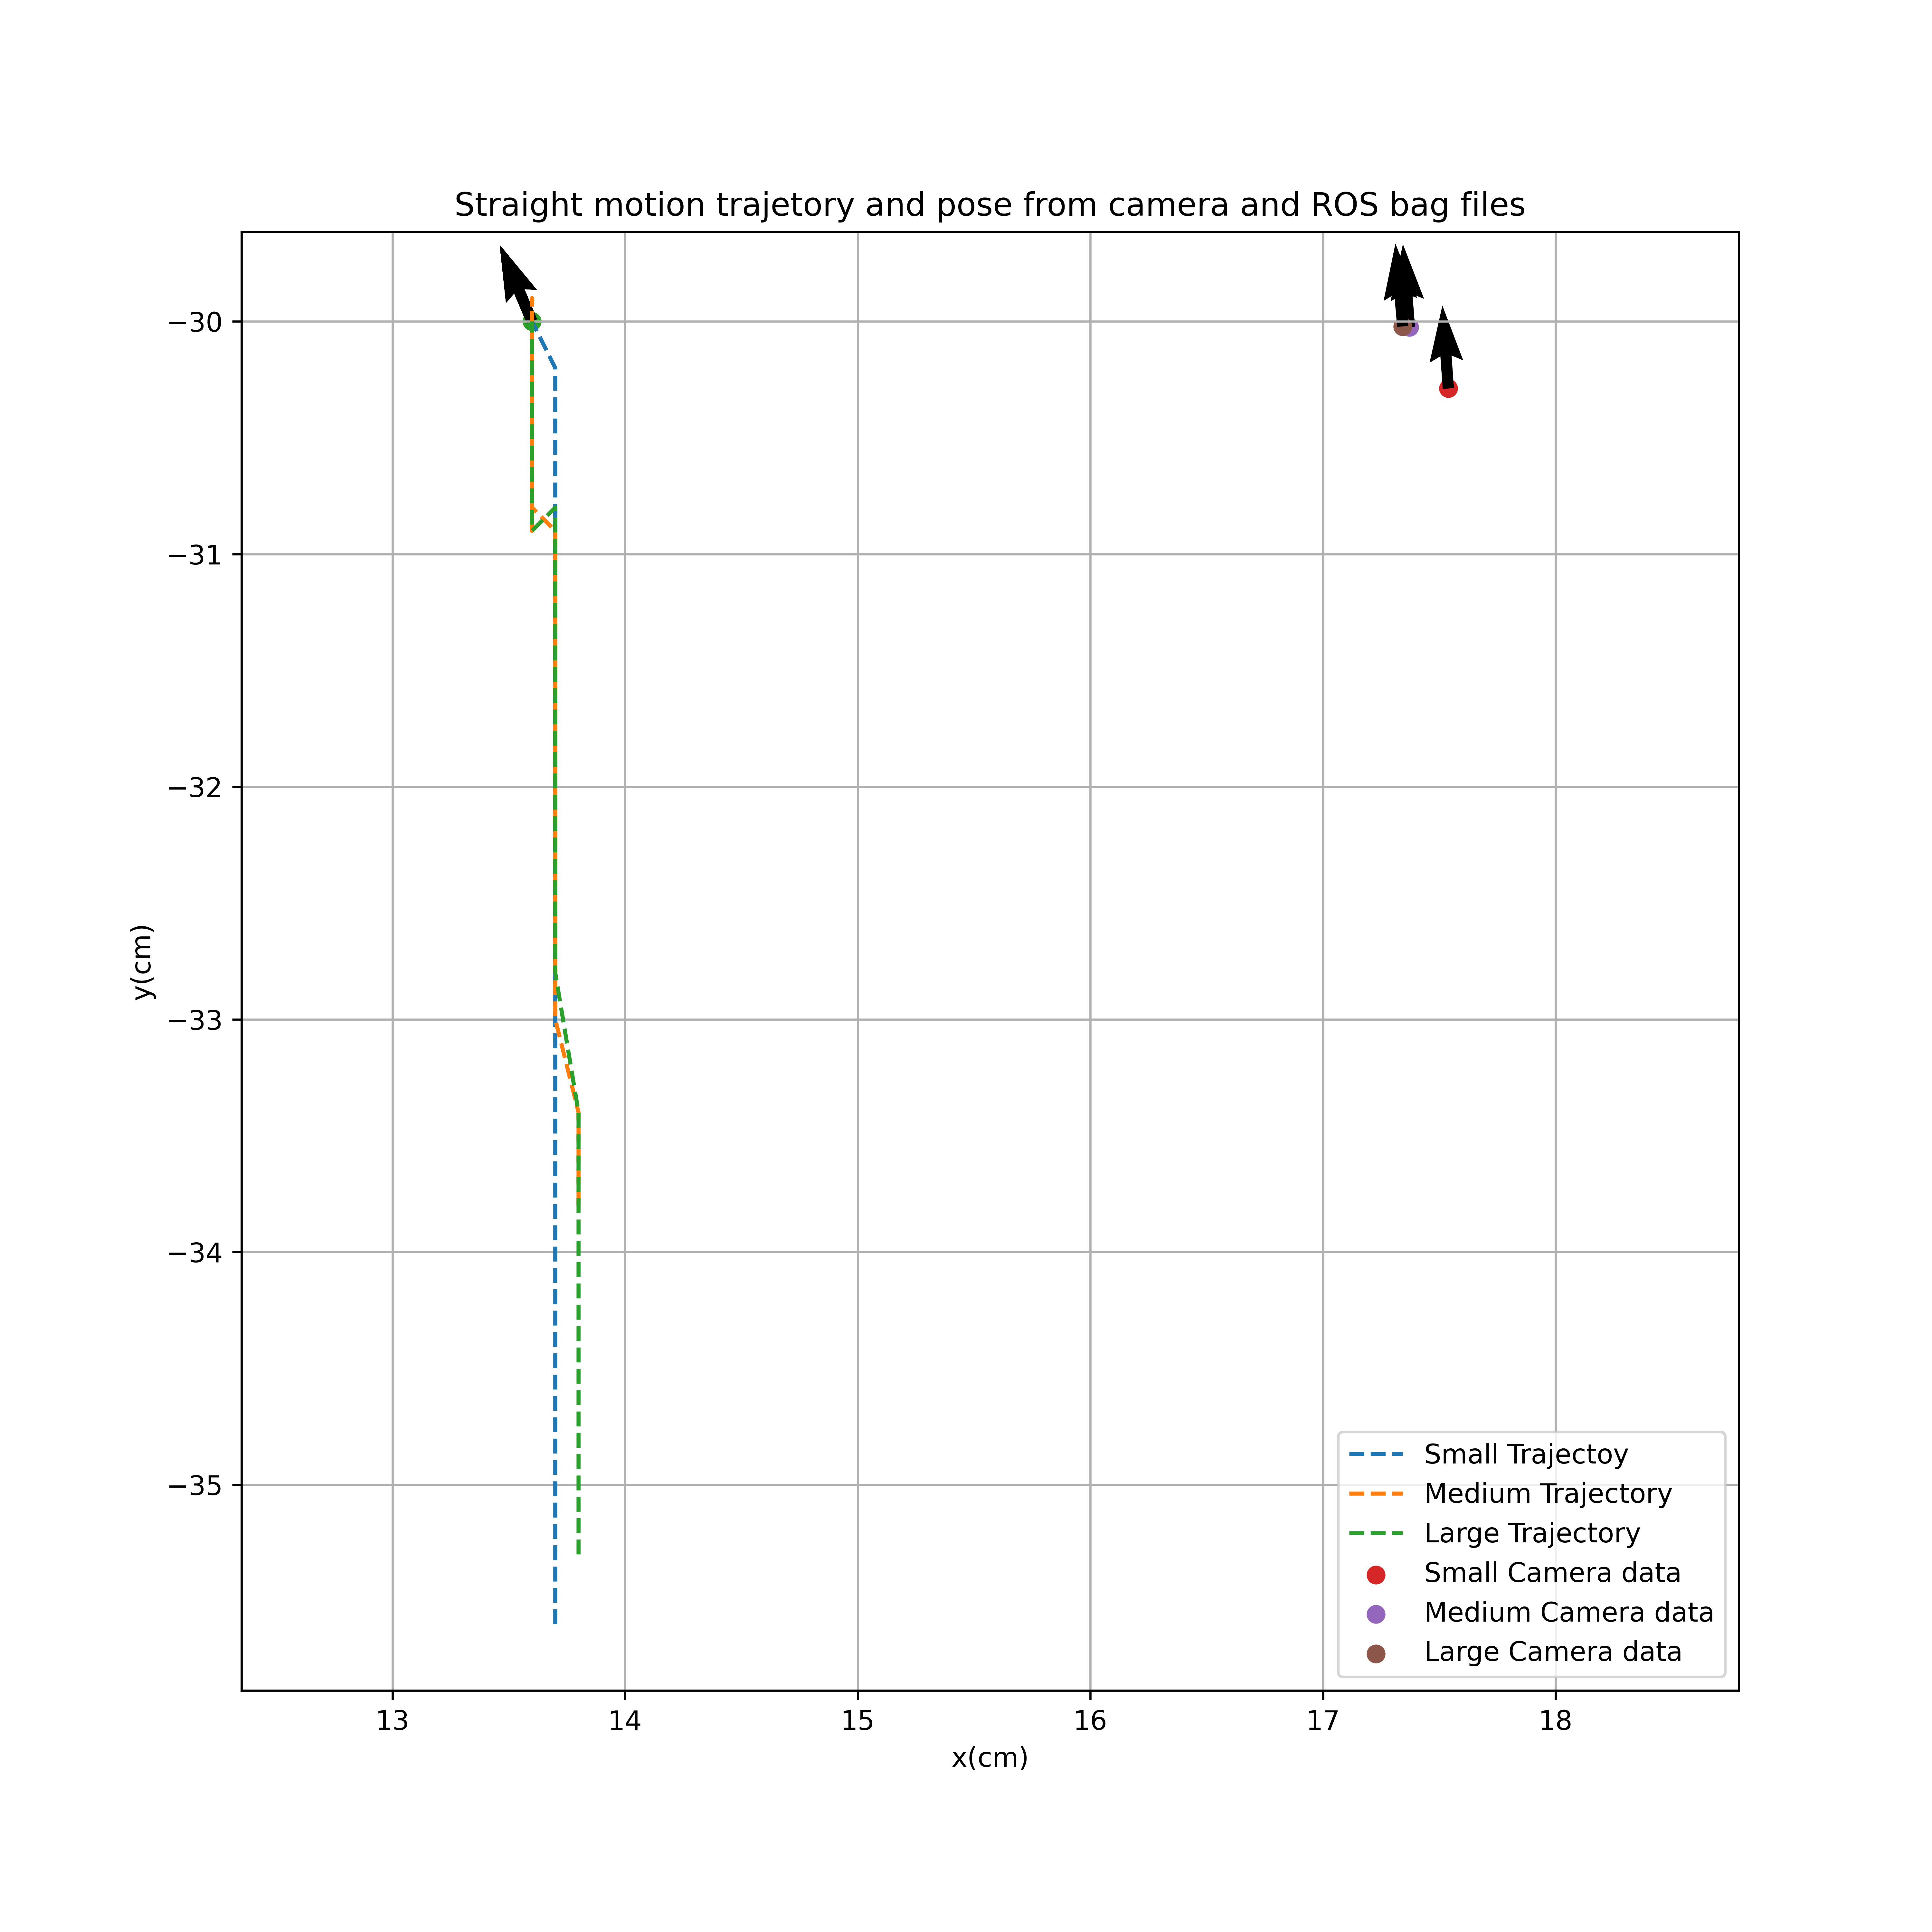 Straight motion trajetory and pose from camera and ROS bag files
−30
−31
−32
−33
−34
−35
y(cm)
13 14 15 16 17 18
x(cm)
Small Trajectoy
Medium Trajectory
Large Trajectory
Small Camera data
Medium Camera data
Large Camera data